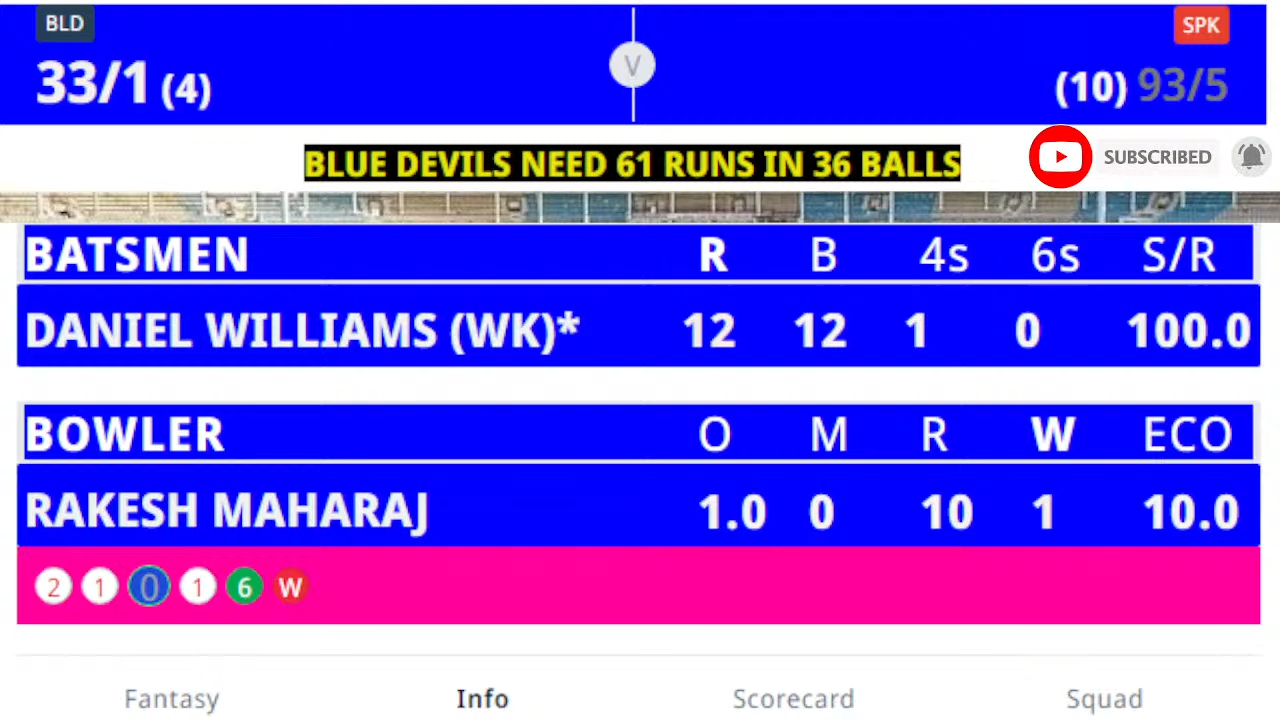 BLD
SPK
33/1 (4)
V
(10) 93/5
BLUE DEVILS NEED 61 RUNS IN 36 BALLS
SUBSCRIBED
BATSMEN R B 4s 6s S/R
DANIEL WILLIAMS (WK)* 12 12 1 0 100.0
BOWLER O M R W ECO
RAKESH MAHARAJ 1.0 0 10 1 10.0
2 1 0 1 6 W
Fantasy Info Scorecard Squad